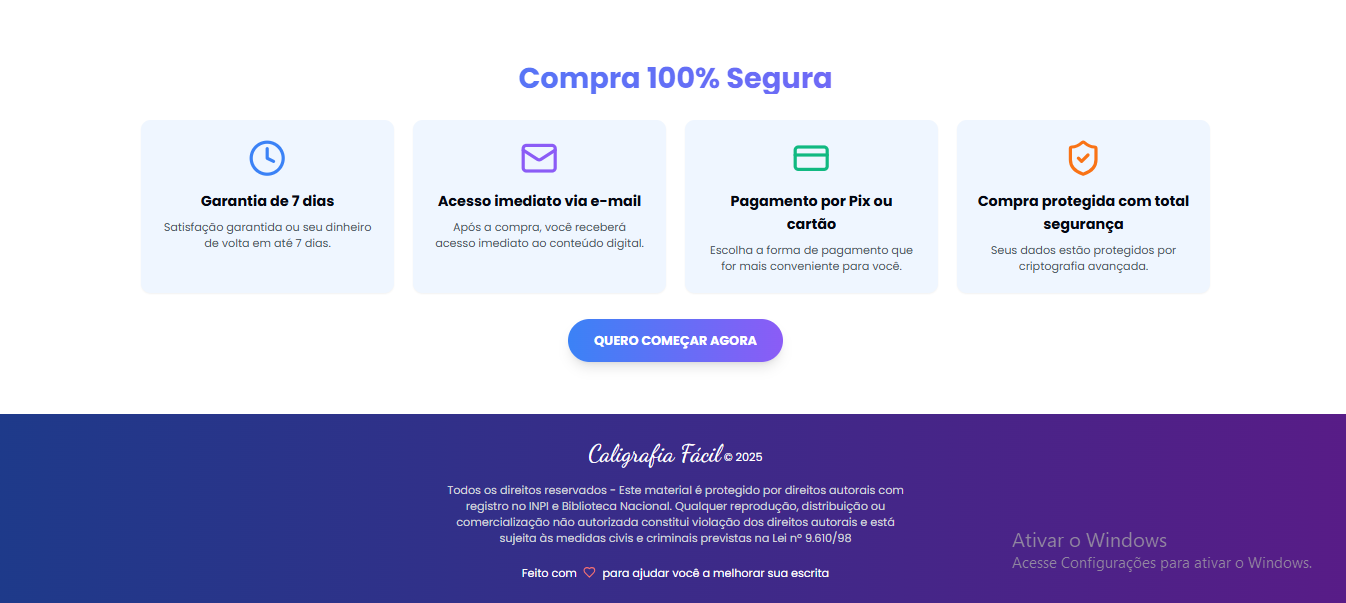 Compra 100% Segura
Garantia de 7 dias
Satisfação garantida ou seu dinheiro
de volta em até 7 dias.
Acesso imediato via e-mail
Após a compra, você receberá
acesso imediato ao conteúdo digital.
Pagamento por Pix ou
cartão
Escolha a forma de pagamento que
for mais conveniente para você.
Compra protegida com total
segurança
Seus dados estão protegidos por
criptografia avançada.
QUERO COMEÇAR AGORA
Caligrafia Fácil © 2025
Todos os direitos reservados - Este material é protegido por direitos autorais com
registro no INPI e Biblioteca Nacional. Qualquer reprodução, distribuição ou
comercialização não autorizada constitui violação dos direitos autorais e está
sujeita às medidas civis e criminais previstas na Lei nº 9.610/98
Feito com para ajudar você a melhorar sua escrita
Ativar o Windows
Acesse Configurações para ativar o Windows.